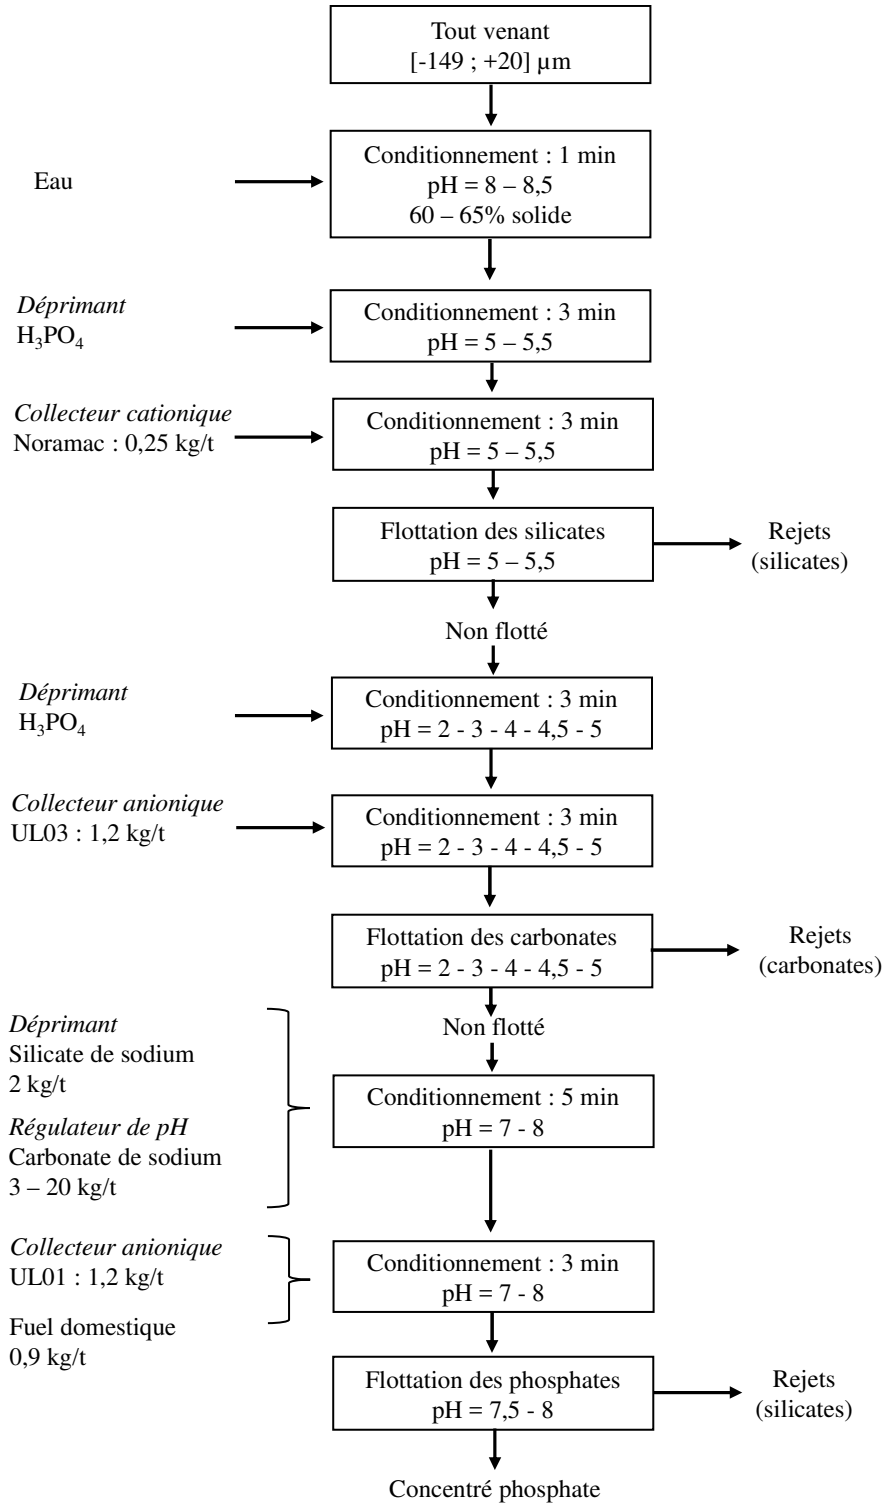 Tout venant
[-149 ; +20] µm
Eau
Conditionnement : 1 min
pH = 8 – 8,5
60 – 65% solide
Déprimant
H₃PO₄
Conditionnement : 3 min
pH = 5 – 5,5
Collecteur cationique
Noramac : 0,25 kg/t
Conditionnement : 3 min
pH = 5 – 5,5
Flottation des silicates
pH = 5 – 5,5
Rejets
(silicates)
Non flotté
Déprimant
H₃PO₄
Conditionnement : 3 min
pH = 2 - 3 - 4 - 4,5 - 5
Collecteur anionique
UL03 : 1,2 kg/t
Conditionnement : 3 min
pH = 2 - 3 - 4 - 4,5 - 5
Flottation des carbonates
pH = 2 - 3 - 4 - 4,5 - 5
Rejets
(carbonates)
Non flotté
Déprimant
Silicate de sodium
2 kg/t
Régulateur de pH
Carbonate de sodium
3 – 20 kg/t
Conditionnement : 5 min
pH = 7 - 8
Collecteur anionique
UL01 : 1,2 kg/t
Fuel domestique
0,9 kg/t
Conditionnement : 3 min
pH = 7 - 8
Flottation des phosphates
pH = 7,5 - 8
Rejets
(silicates)
Concentré phosphate